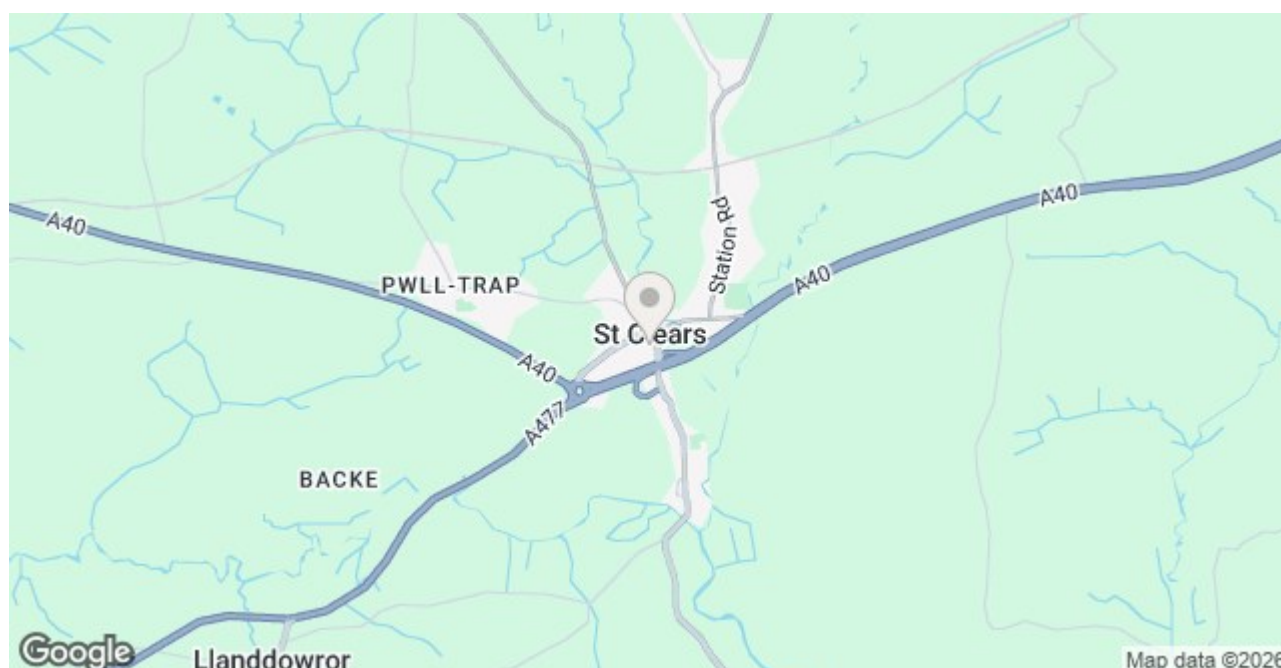 A40
A40
Station Rd
A40
PWLL-TRAP
St Clears
A40
A477
BACKE
Google
Llanddowror
Map data ©2026